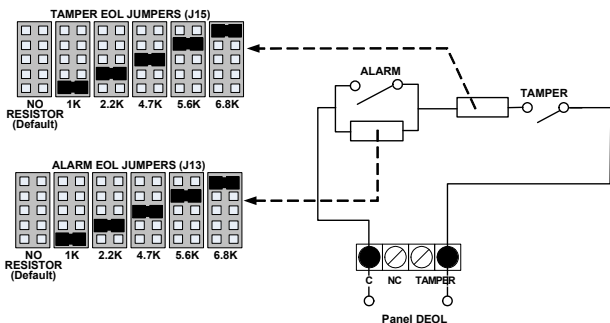 TAMPER EOL JUMPERS (J15)
NO RESISTOR (Default)
1K
2.2K
4.7K
5.6K
6.8K
ALARM
TAMPER
ALARM EOL JUMPERS (J13)
NO RESISTOR (Default)
1K
2.2K
4.7K
5.6K
6.8K
C
NC
TAMPER
Panel DEOL